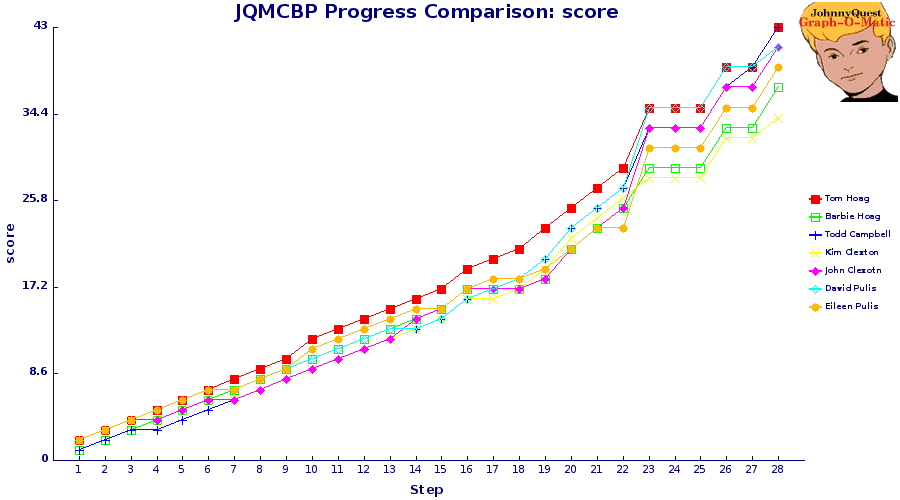 JQMCBP Progress Comparison: score
JohnnyQuest
Graph-O-Matic
43
34.4
25.8
17.2
8.6
0
score
1 2 3 4 5 6 7 8 9 10 11 12 13 14 15 16 17 18 19 20 21 22 23 24 25 26 27 28
Step
Tom Hoag
Barbie Hoag
Todd Campbell
Kim Clexton
John Clexotn
David Pulis
Eileen Pulis